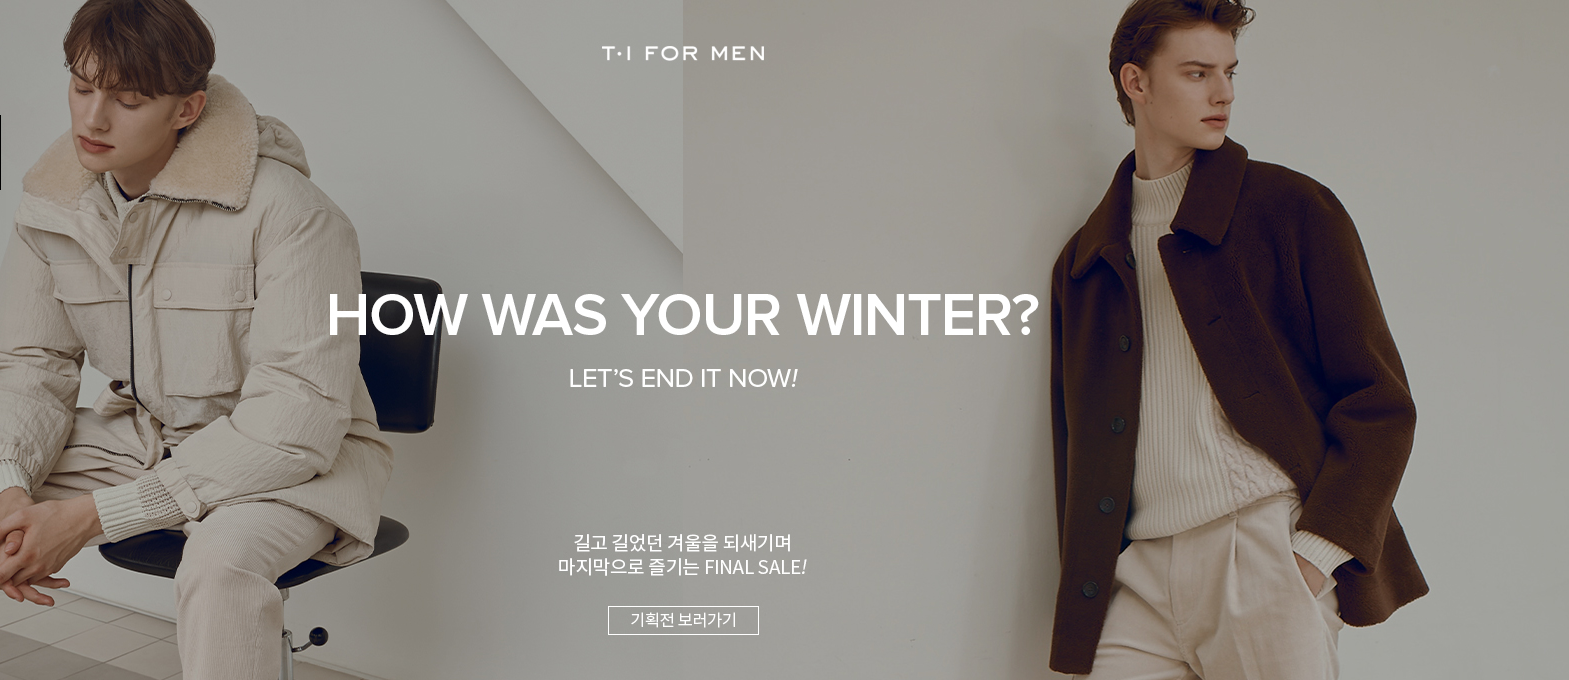 T·I FOR MEN
HOW WAS YOUR WINTER?
LET’S END IT NOW!
길고 길었던 겨울을 되새기며
마지막으로 즐기는 FINAL SALE!
기획전 보러가기